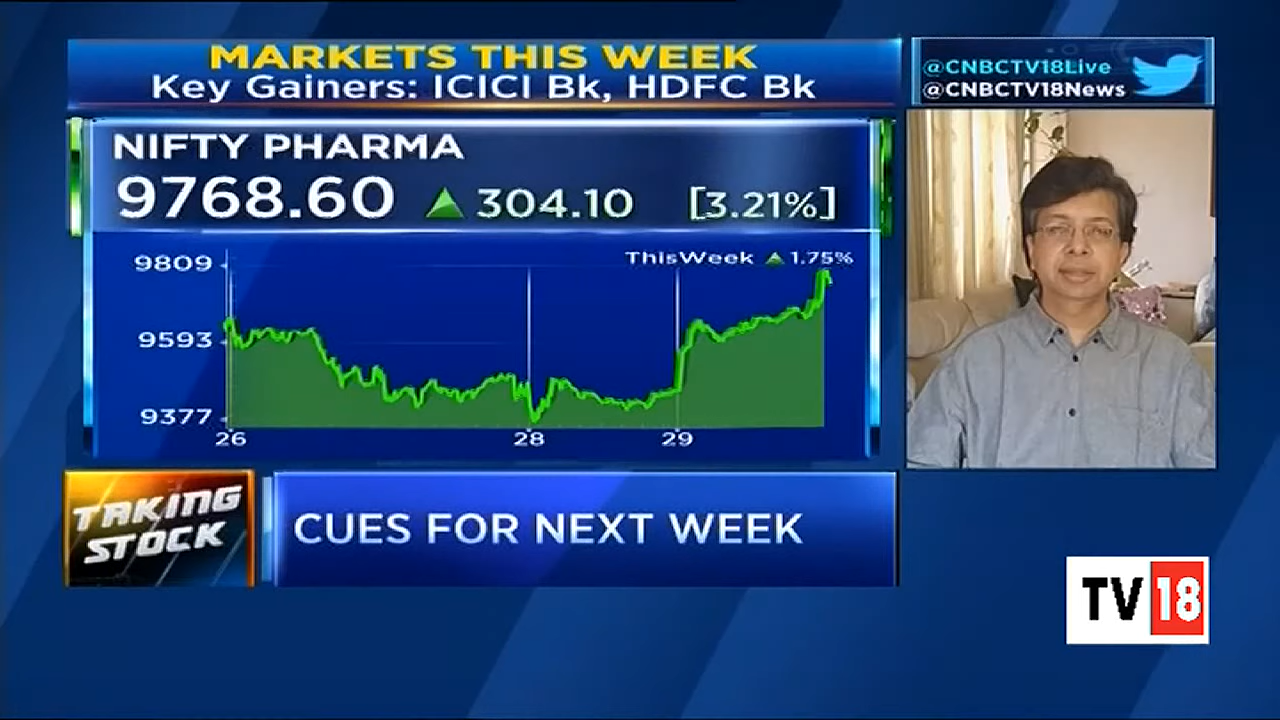 MARKETS THIS WEEK
Key Gainers: ICICI Bk, HDFC Bk
@CNBCTV18Live
@CNBCTV18News
NIFTY PHARMA
9768.60 ▲ 304.10 [3.21%]
ThisWeek ▲ 1.75%
9809
9593
9377
26 28 29
TAKING STOCK
CUES FOR NEXT WEEK
TV18